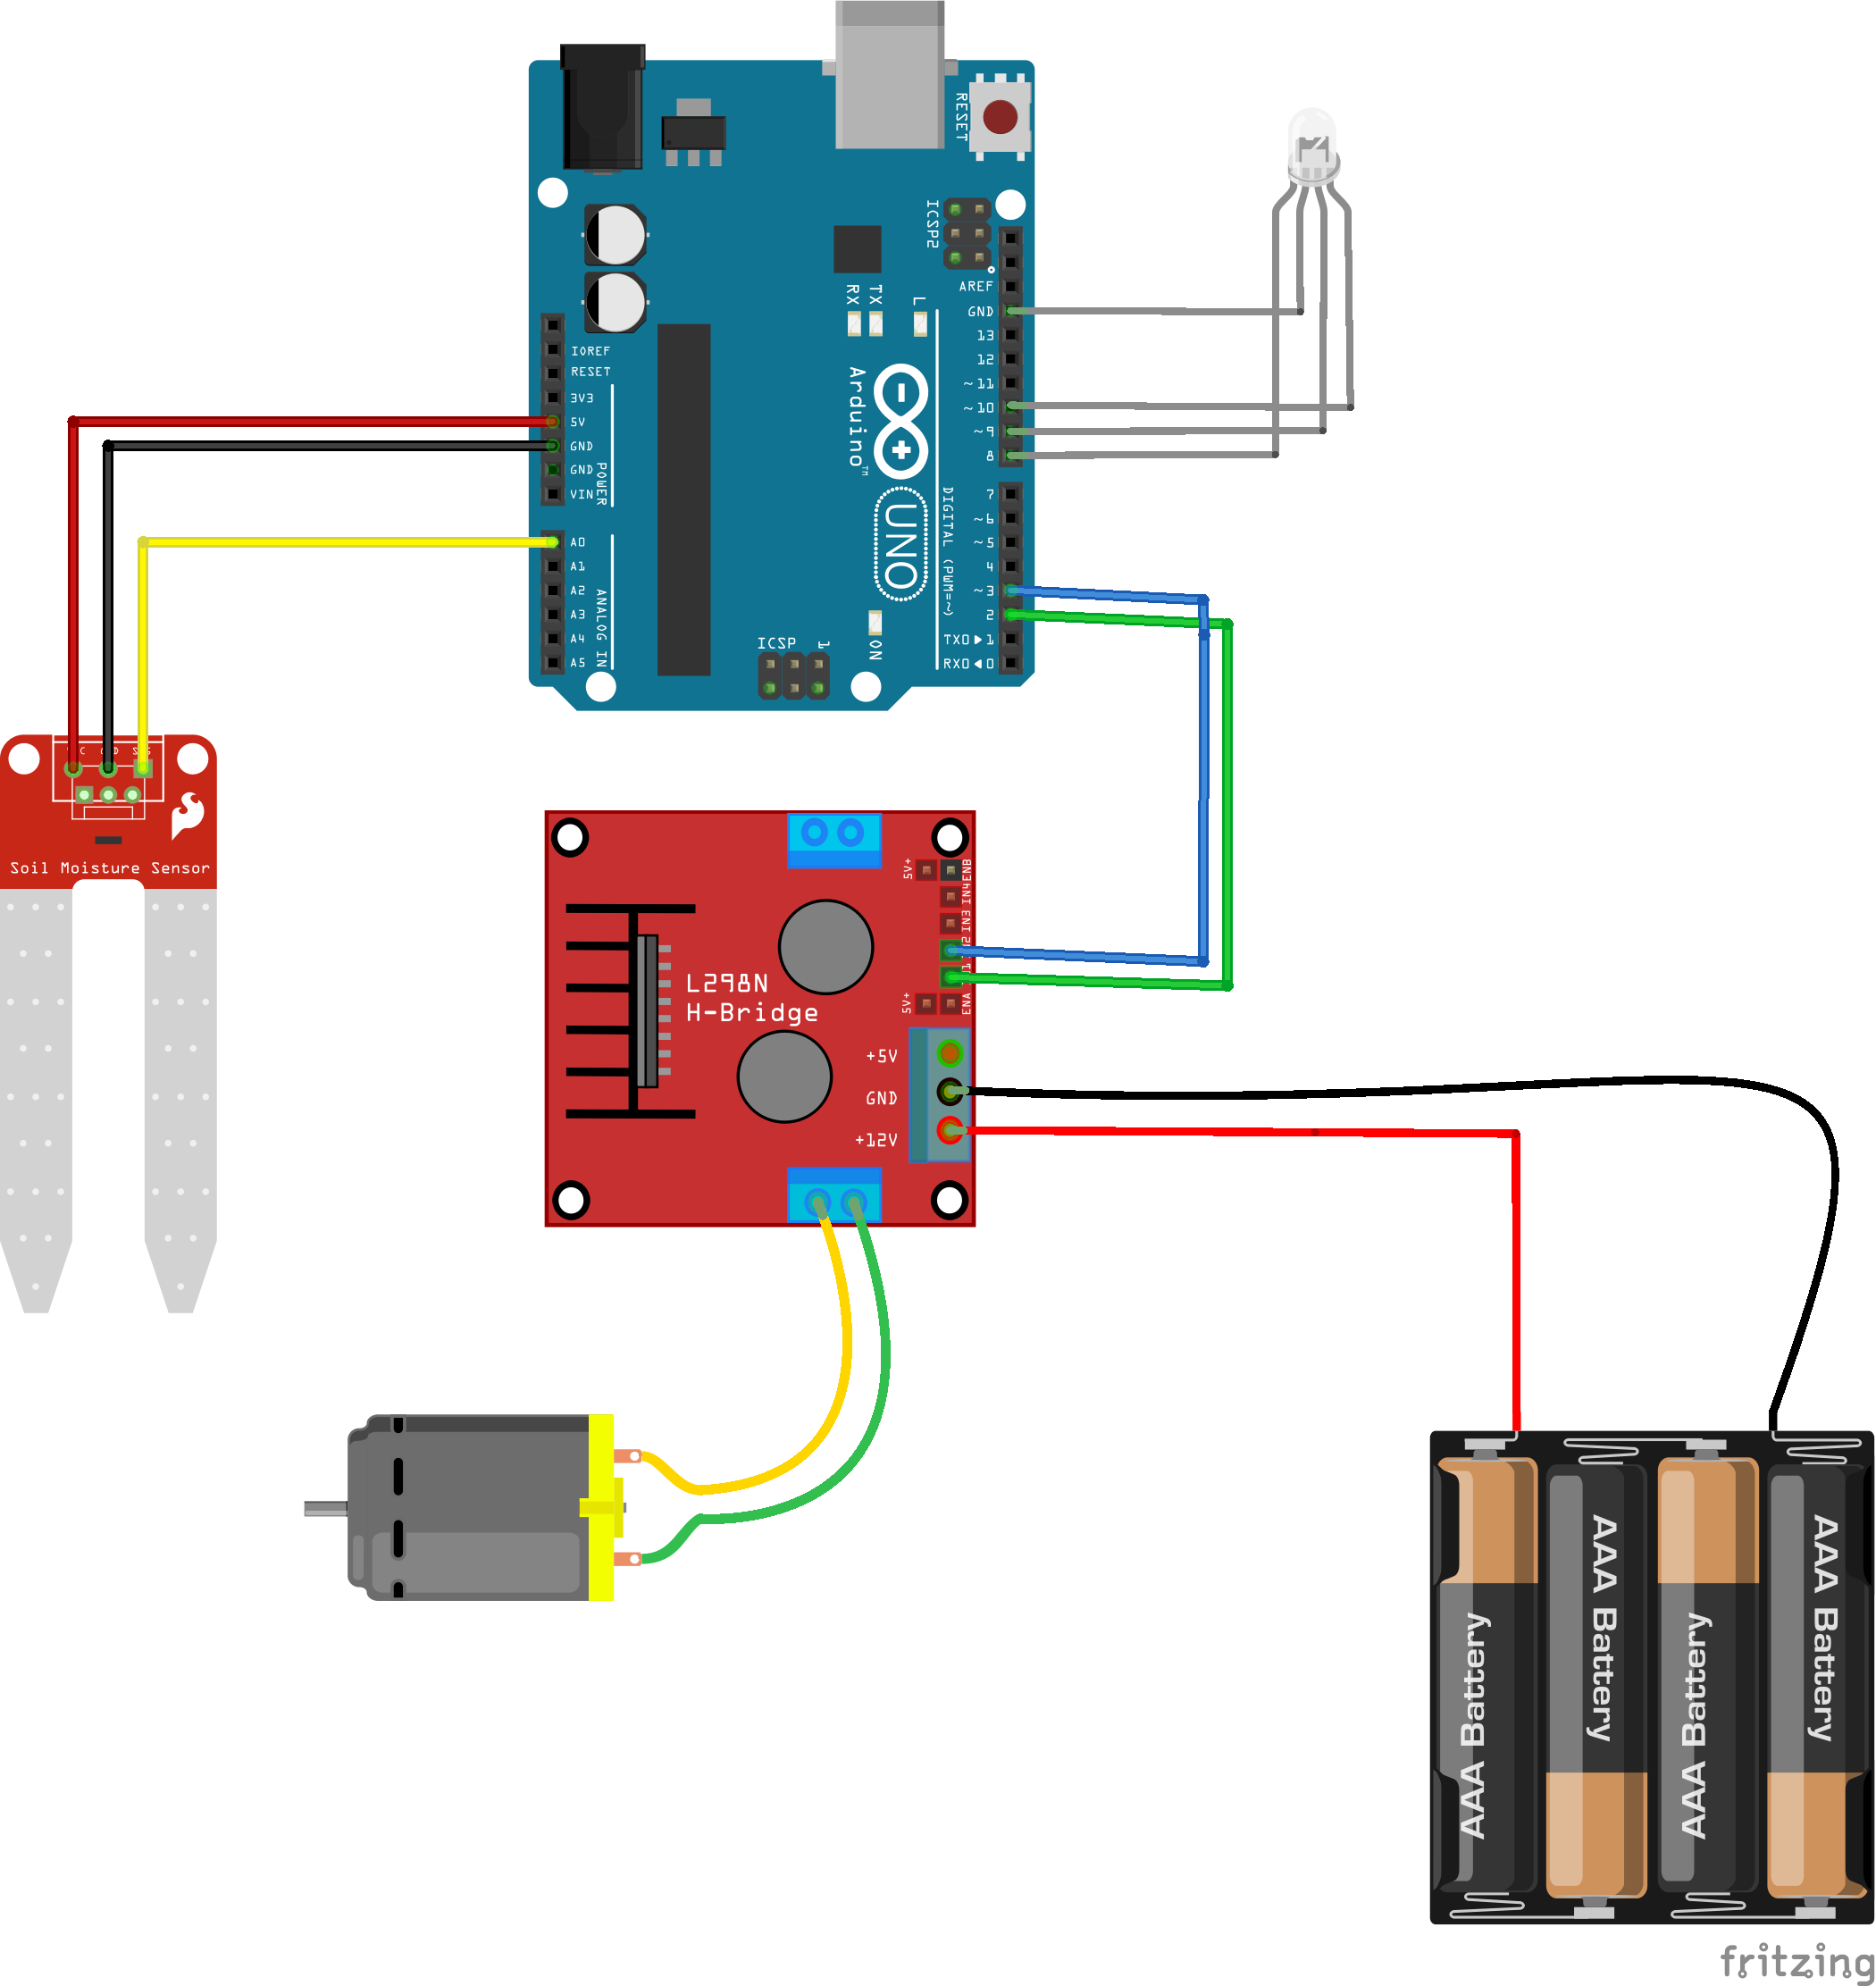 RESET
ICSP2
AREF
GND
13
12
~11
~10
~9
8
7
~6
~5
4
~3
2
TX0▶1
RX0◀0
DIGITAL (PWM=~)
RX
TX
L
Arduino™
UNO
ON
ICSP
1
IOREF
RESET
3V3
5V
GND
GND
VIN
POWER
A0
A1
A2
A3
A4
A5
ANALOG IN
Soil Moisture Sensor
L298N
H-Bridge
5V+
ENB
IN4
5V+
ENA
+5V
GND
+12V
AAA Battery
AAA Battery
AAA Battery
AAA Battery
fritzing